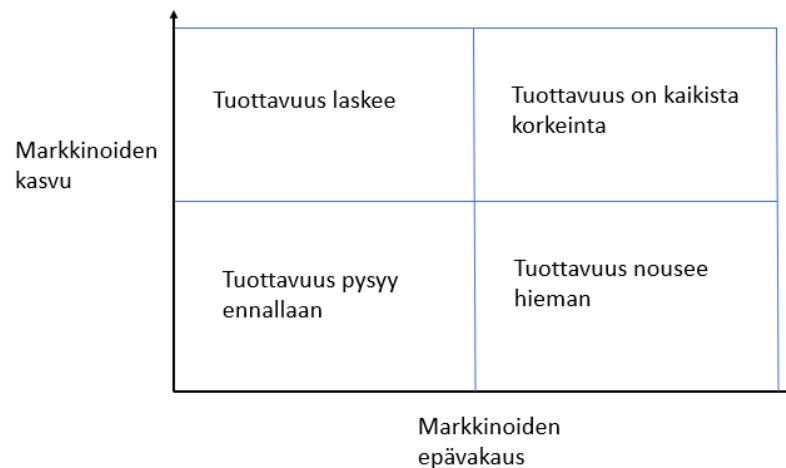 Tuottavuus laskee
Tuottavuus on kaikista
korkeinta
Markkinoiden
kasvu
Tuottavuus pysyy
ennallaan
Tuottavuus nousee
hieman
Markkinoiden
epävakaus